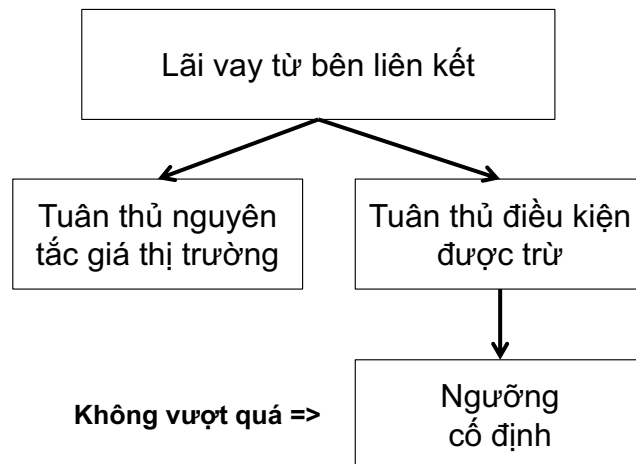 Lãi vay từ bên liên kết
Tuân thủ nguyên
tắc giá thị trường
Tuân thủ điều kiện
được trừ
Không vượt quá =>
Ngưỡng
cố định